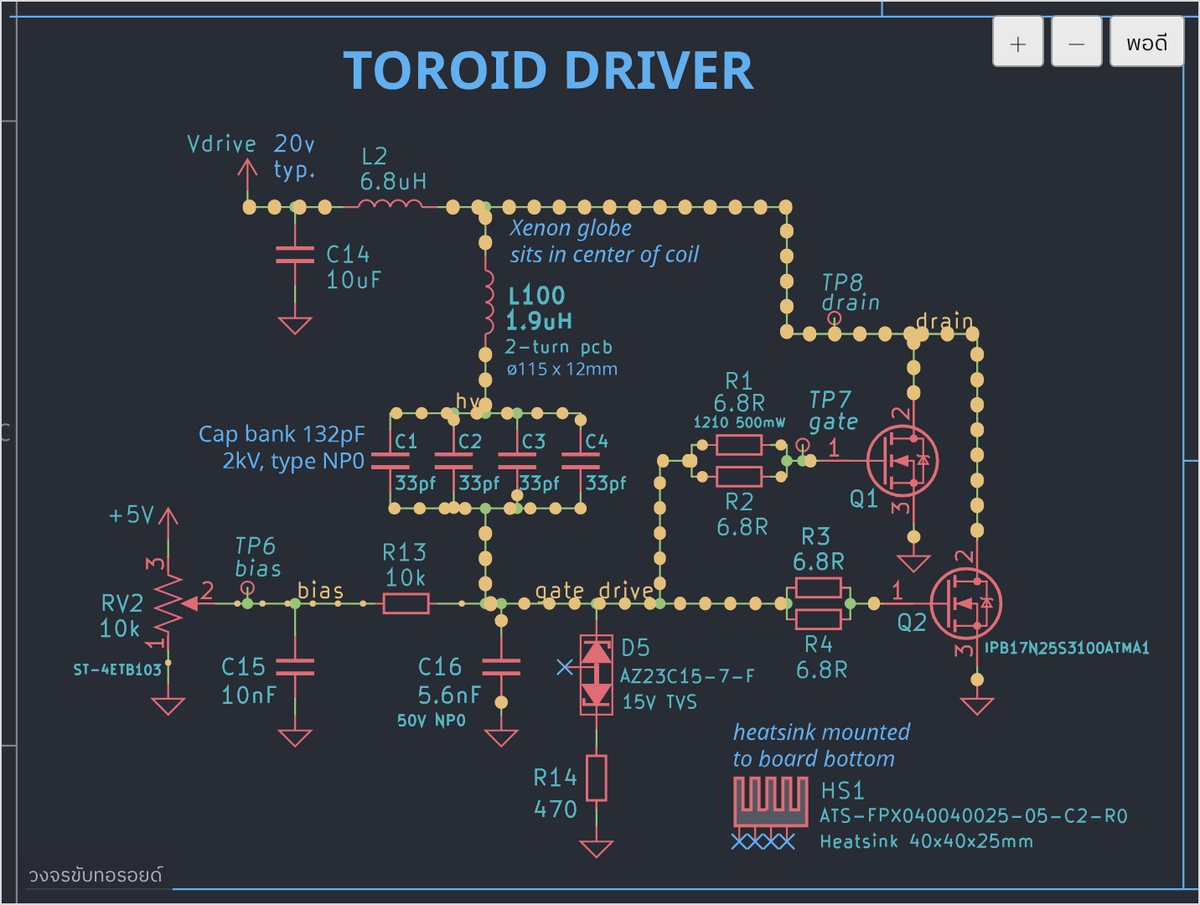 +
−
พอดี
TOROID DRIVER
Vdrive
20v
typ.
L2
6.8uH
C14
10uF
Xenon globe
sits in center of coil
L100
1.9uH
2-turn pcb
ø115 x 12mm
TP8
drain
drain
hv
Cap bank 132pF
2kV, type NP0
C1
33pf
C2
33pf
C3
33pf
C4
33pf
R1
6.8R
1210 500mW
R2
6.8R
TP7
gate
1
2
3
Q1
+5V
3
2
1
RV2
10k
ST-4ETB103
TP6
bias
bias
C15
10nF
R13
10k
gate drive
C16
5.6nF
50V NP0
D5
AZ23C15-7-F
15V TVS
R14
470
R3
6.8R
R4
6.8R
1
2
3
Q2
IPB17N25S3100ATMA1
heatsink mounted
to board bottom
HS1
ATS-FPX040040025-05-C2-R0
Heatsink 40x40x25mm
C
วงจรขับทอรอยด์